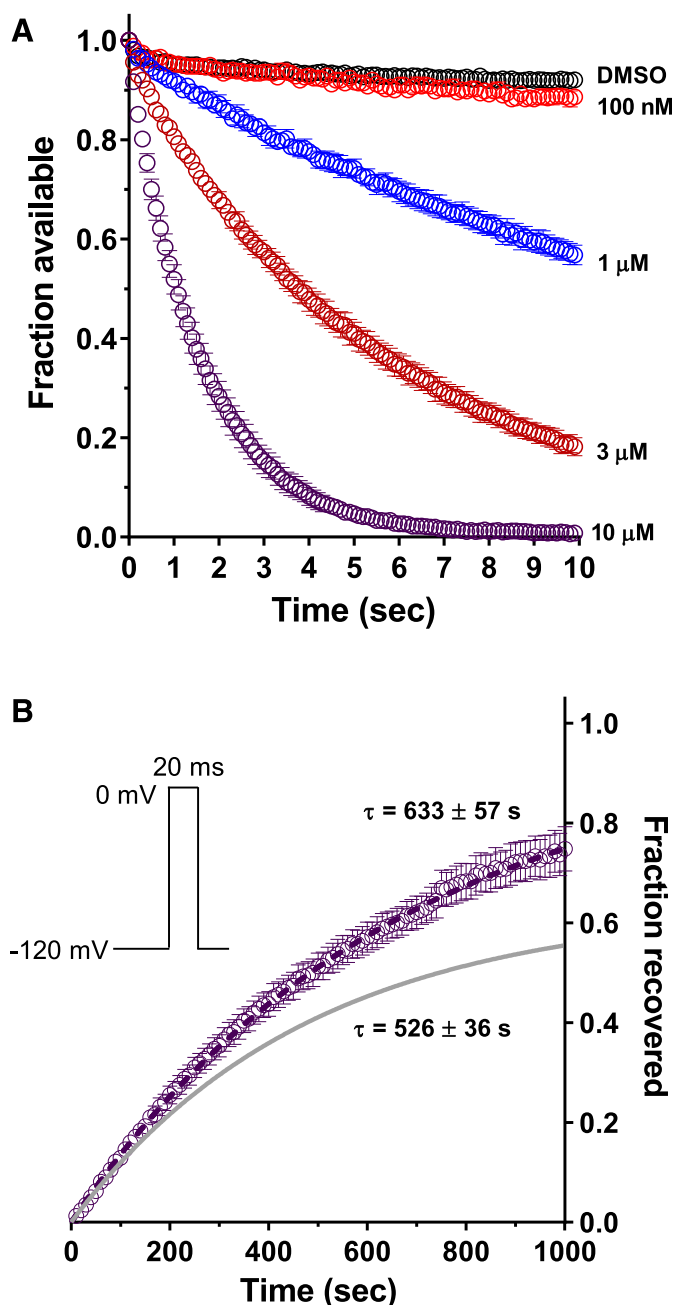 A
1.0
0.8
0.6
0.4
0.2
0.0
Fraction available
DMSO
100 nM
1 μM
3 μM
10 μM
0 1 2 3 4 5 6 7 8 9 10
Time (sec)
B
20 ms
0 mV
-120 mV
τ = 633 ± 57 s
τ = 526 ± 36 s
1.0
0.8
0.6
0.4
0.2
0.0
Fraction recovered
0 200 400 600 800 1000
Time (sec)